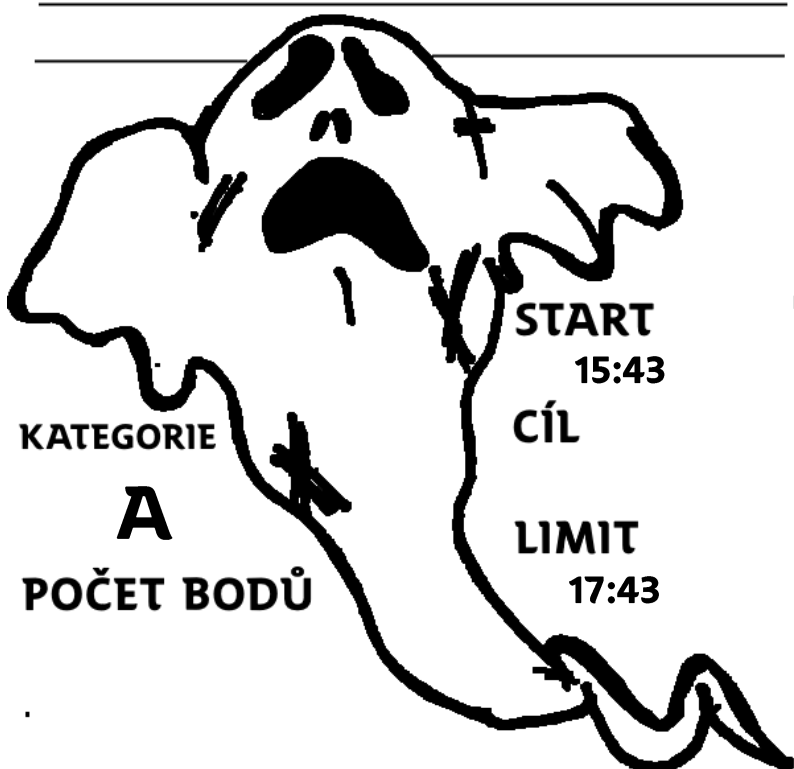 START
15:43
CÍL
KATEGORIE
A
LIMIT
17:43
POČET BODŮ